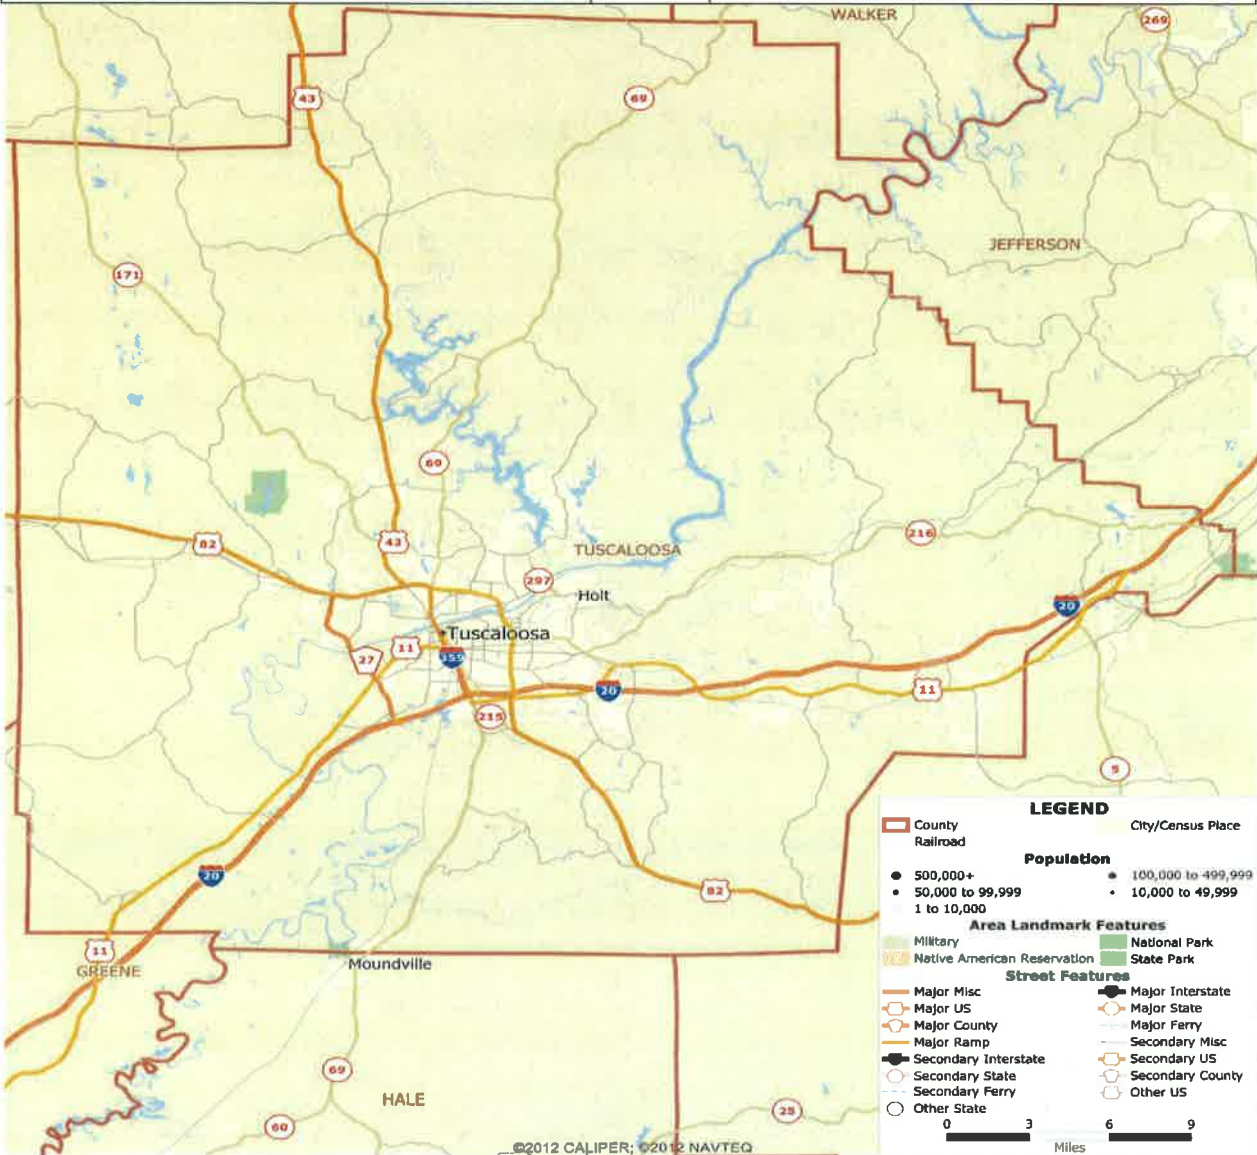 WALKER
269
43
69
JEFFERSON
171
69
82
43
216
TUSCALOOSA
297
Holt
20
Tuscaloosa
11
359
27
20
11
215
5
20
82
11
GREENE
Moundville
69
HALE
60
25
LEGEND
County
City/Census Place
Railroad
Population
500,000+
100,000 to 499,999
50,000 to 99,999
10,000 to 49,999
1 to 10,000
Area Landmark Features
Military
National Park
Native American Reservation
State Park
Street Features
Major Misc
Major Interstate
Major US
Major State
Major County
Major Ferry
Major Ramp
Secondary Misc
Secondary Interstate
Secondary US
Secondary State
Secondary County
Secondary Ferry
Other US
Other State
0 3 6 9
Miles
©2012 CALIPER; ©2012 NAVTEQ